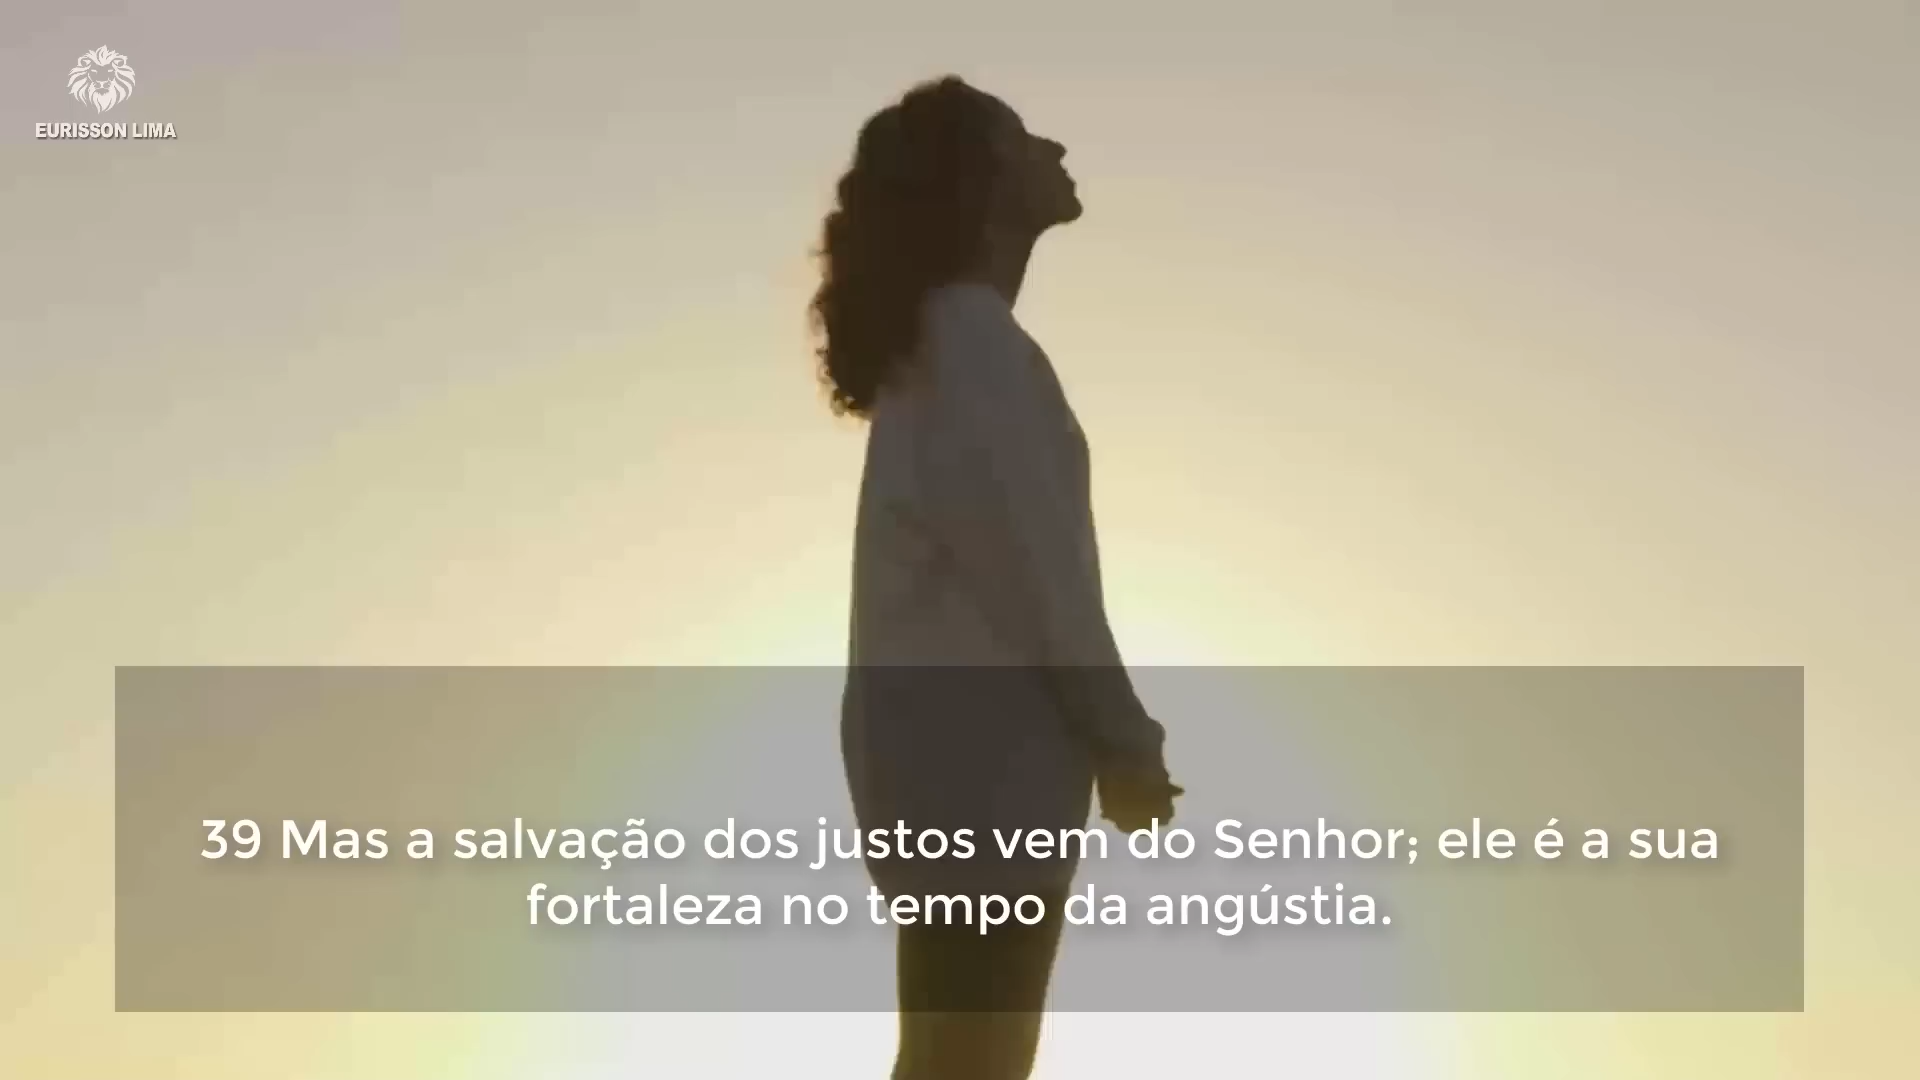 EURISSON LIMA
39 Mas a salvação dos justos vem do Senhor; ele é a sua
fortaleza no tempo da angústia.